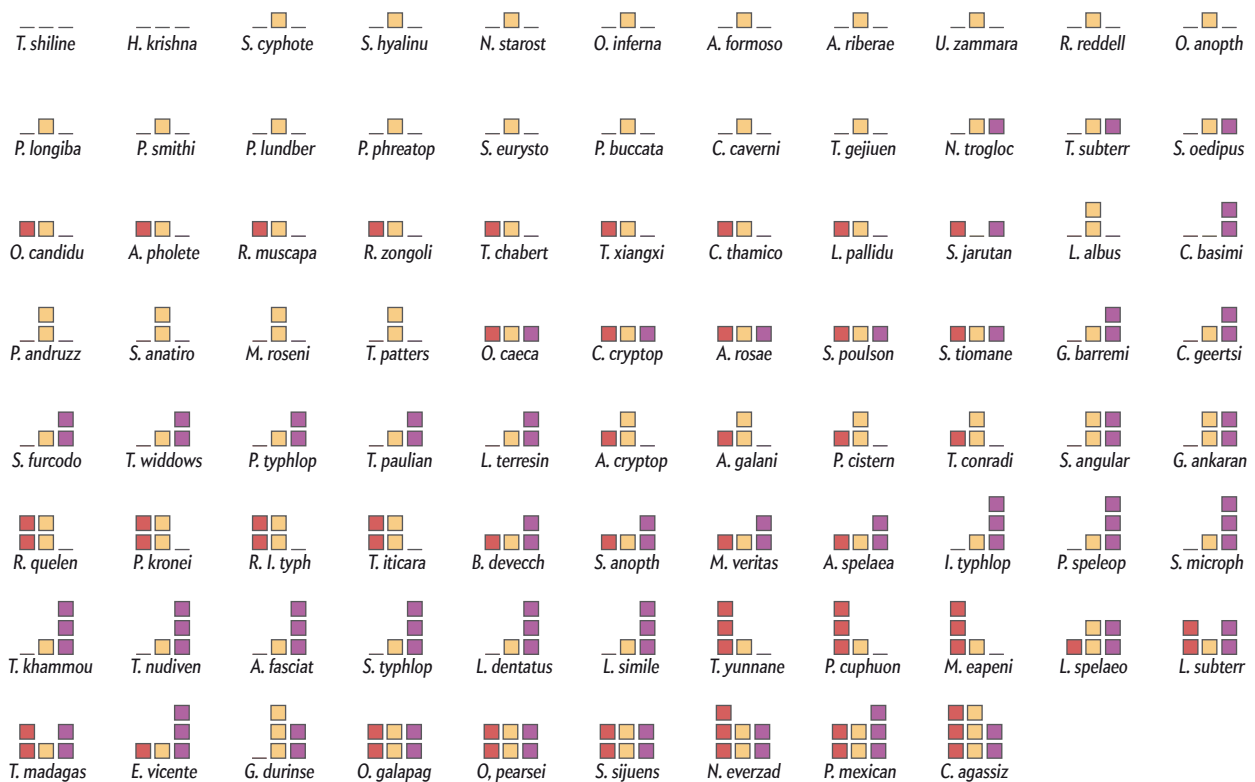 T. shiline H. krishna S. cyphote S. hyalinu N. starost O. inferna A. formoso A. riberae U. zammara R. reddell O. anopth
P. longiba P. smithi P. lundber P. phreatop S. eurysto P. buccata C. caverni T. gejiuen N. trogloc T. subterr S. oedipus
O. candidu A. pholete R. muscapa R. zongoli T. chabert T. xiangxi C. thamico L. pallidu S. jarutan L. albus C. basimi
P. andruzz S. anatiro M. roseni T. patters O. caeca C. cryptop A. rosae S. poulson S. tiomane G. barremi C. geertsi
S. furcodo T. widdows P. typhlop T. paulian L. terresin A. cryptop A. galani P. cistern T. conradi S. angular G. ankaran
R. quelen P. kronei R. I. typh T. iticara B. devecch S. anopth M. veritas A. spelaea I. typhlop P. speleop S. microph
T. khammou T. nudiven A. fasciat S. typhlop L. dentatus L. simile T. yunnane P. cuphuon M. eapeni L. spelaeo L. subterr
T. madagas E. vicente G. durinse O. galapag O, pearsei S. sijuens N. everzad P. mexican C. agassiz